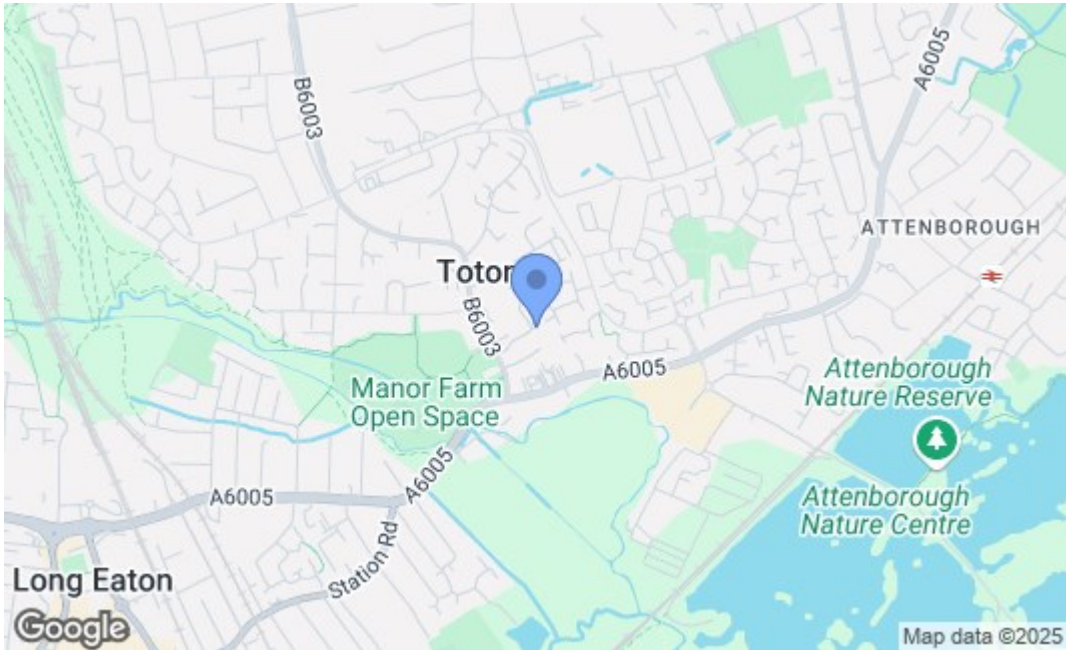 A6005
B6003
ATTENBOROUGH
Toton
B6003
A6005
Manor Farm
Open Space
Attenborough
Nature Reserve
A6005
A6005
Attenborough
Nature Centre
Station Rd
Long Eaton
Google
Map data ©2025